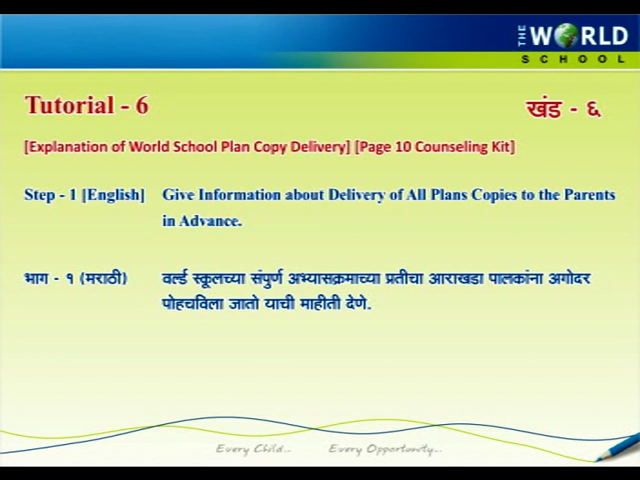 THE WORLD
SCHOOL
Tutorial - 6
खंड - ६
[Explanation of World School Plan Copy Delivery] [Page 10 Counseling Kit]
Step - 1 [English] Give Information about Delivery of All Plans Copies to the Parents
in Advance.
भाग - १ (मराठी) वर्ल्ड स्कूलच्या संपुर्ण अभ्यासक्रमाच्या प्रतीचा आराखडा पालकांना अगोदर
पोहचविला जातो याची माहीती देणे.
Every Child... Every Opportunity...